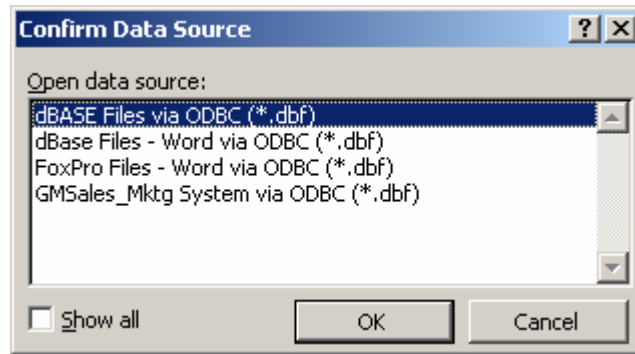 Confirm Data Source
Open data source:
dBASE Files via ODBC (*.dbf)
dBase Files - Word via ODBC (*.dbf)
FoxPro Files - Word via ODBC (*.dbf)
GMSales_Mktg System via ODBC (*.dbf)
Show all OK Cancel